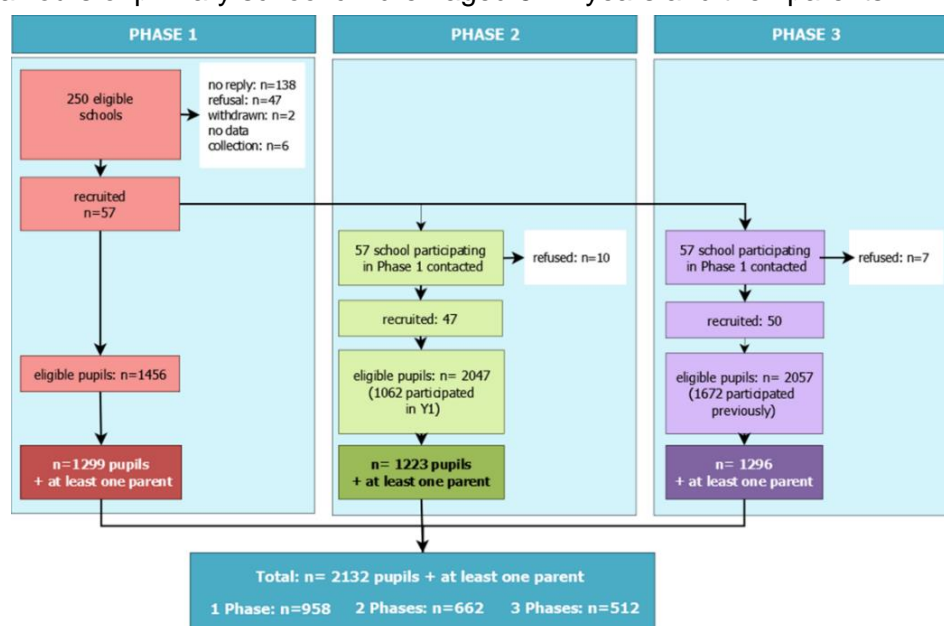 PHASE 1
250 eligible
schools
no reply: n=138
refusal: n=47
withdrawn: n=2
no data
collection: n=6
recruited
n=57
eligible pupils: n=1456
n=1299 pupils
+ at least one parent
PHASE 2
57 school participating
in Phase 1 contacted
refused: n=10
recruited: 47
eligible pupils: n= 2047
(1062 participated
in Y1)
n= 1223 pupils
+ at least one parent
PHASE 3
57 school participating
in Phase 1 contacted
refused: n=7
recruited: 50
eligible pupils: n= 2057
(1672 participated
previously)
n= 1296
+ at least one parent
Total: n= 2132 pupils + at least one parent
1 Phase: n=958 2 Phases: n=662 3 Phases: n=512